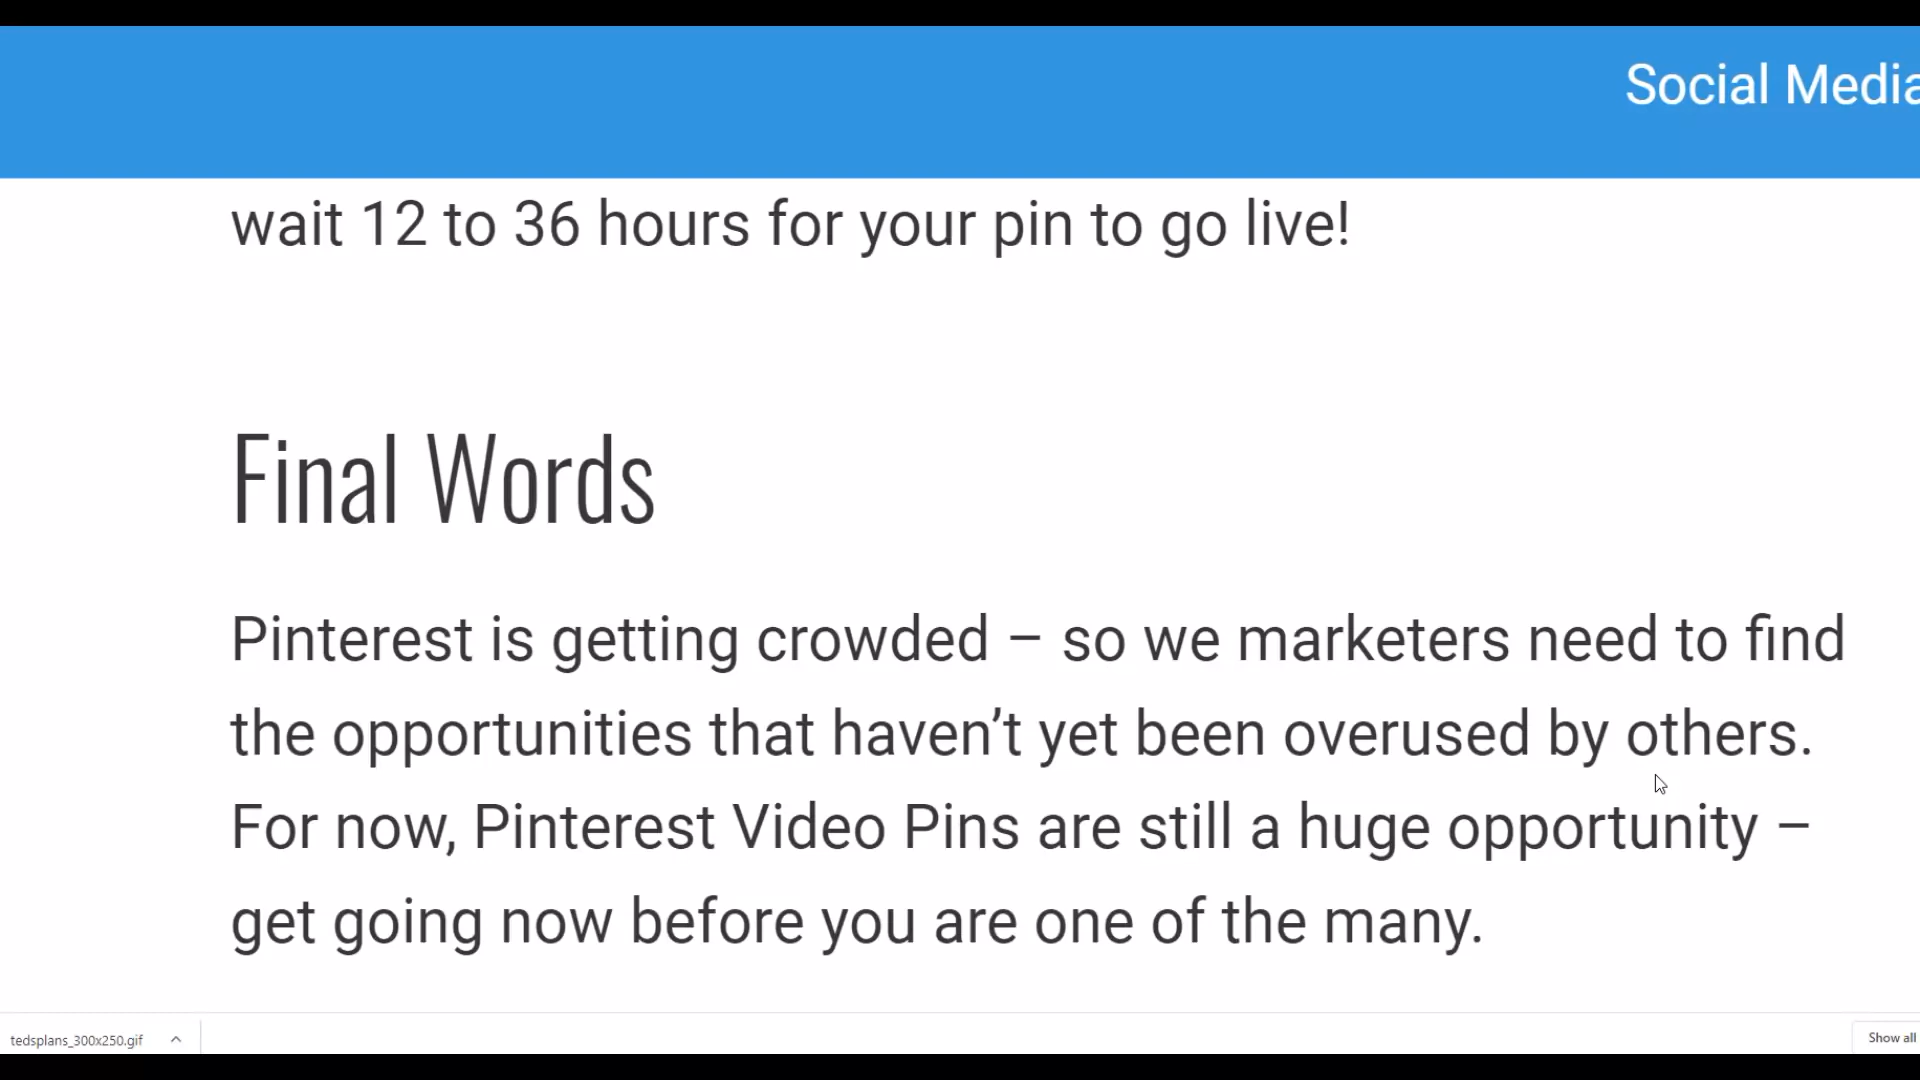 Social Media
wait 12 to 36 hours for your pin to go live!
Final Words
Pinterest is getting crowded – so we marketers need to find
the opportunities that haven’t yet been overused by others.
For now, Pinterest Video Pins are still a huge opportunity –
get going now before you are one of the many.
tedsplans_300x250.gif
Show all